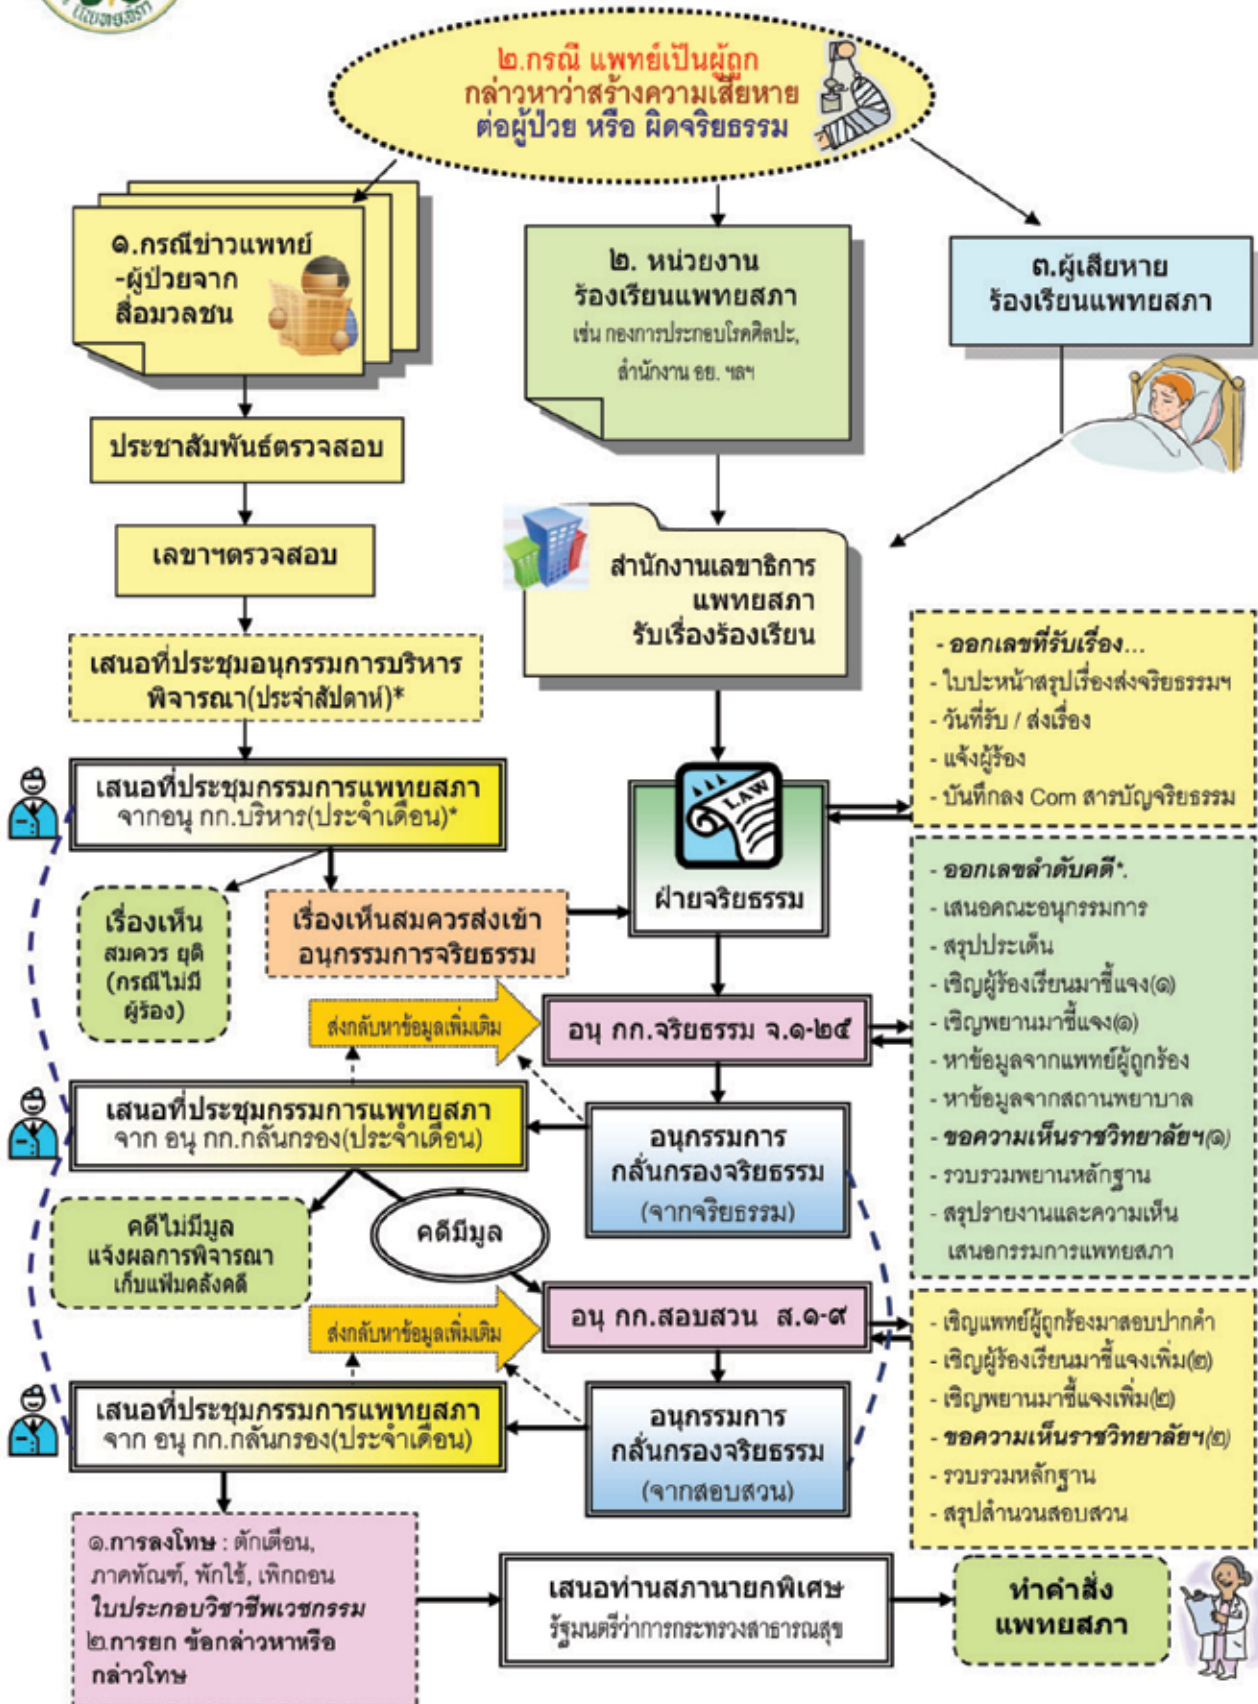 แพทยสภา
๒.กรณี แพทย์เป็นผู้ถูก
กล่าวหาว่าสร้างความเสียหาย
ต่อผู้ป่วย หรือ ผิดจริยธรรม
๑.กรณีข่าวแพทย์
-ผู้ป่วยจาก
สื่อมวลชน
๒. หน่วยงาน
ร้องเรียนแพทยสภา
เช่น กองการประกอบโรคศิลปะ,
สำนักงาน อย. ฯลฯ
๓.ผู้เสียหาย
ร้องเรียนแพทยสภา
ประชาสัมพันธ์ตรวจสอบ
เลขาฯตรวจสอบ
สำนักงานเลขาธิการ
แพทยสภา
รับเรื่องร้องเรียน
เสนอที่ประชุมอนุกรรมการบริหาร
พิจารณา(ประจำสัปดาห์)*
- ออกเลขที่รับเรื่อง...
- ใบปะหน้าสรุปเรื่องส่งจริยธรรมฯ
- วันที่รับ / ส่งเรื่อง
- แจ้งผู้ร้อง
- บันทึกลง Com สารบัญจริยธรรม
เสนอที่ประชุมกรรมการแพทยสภา
จากอนุ กก.บริหาร(ประจำเดือน)*
LAW
ฝ่ายจริยธรรม
เรื่องเห็น
สมควร ยุติ
(กรณีไม่มี
ผู้ร้อง)
เรื่องเห็นสมควรส่งเข้า
อนุกรรมการจริยธรรม
- ออกเลขลำดับคดี*.
- เสนอคณะอนุกรรมการ
- สรุปประเด็น
- เชิญผู้ร้องเรียนมาชี้แจง(๑)
- เชิญพยานมาชี้แจง(๑)
- หาข้อมูลจากแพทย์ผู้ถูกร้อง
- หาข้อมูลจากสถานพยาบาล
- ขอความเห็นราชวิทยาลัยฯ(๑)
- รวบรวมพยานหลักฐาน
- สรุปรายงานและความเห็น
เสนอกรรมการแพทยสภา
ส่งกลับหาข้อมูลเพิ่มเติม
อนุ กก.จริยธรรม จ.๑-๒๕
เสนอที่ประชุมกรรมการแพทยสภา
จาก อนุ กก.กลั่นกรอง(ประจำเดือน)
อนุกรรมการ
กลั่นกรองจริยธรรม
(จากจริยธรรม)
คดีไม่มีมูล
แจ้งผลการพิจารณา
เก็บแฟ้มคลังคดี
คดีมีมูล
ส่งกลับหาข้อมูลเพิ่มเติม
อนุ กก.สอบสวน ส.๑-๙
- เชิญแพทย์ผู้ถูกร้องมาสอบปากคำ
- เชิญผู้ร้องเรียนมาชี้แจงเพิ่ม(๒)
- เชิญพยานมาชี้แจงเพิ่ม(๒)
- ขอความเห็นราชวิทยาลัยฯ(๒)
- รวบรวมหลักฐาน
- สรุปสำนวนสอบสวน
เสนอที่ประชุมกรรมการแพทยสภา
จาก อนุ กก.กลั่นกรอง(ประจำเดือน)
อนุกรรมการ
กลั่นกรองจริยธรรม
(จากสอบสวน)
๑.การลงโทษ : ตักเตือน,
ภาคทัณฑ์, พักใช้, เพิกถอน
ใบประกอบวิชาชีพเวชกรรม
๒.การยก ข้อกล่าวหาหรือ
กล่าวโทษ
เสนอท่านสภานายกพิเศษ
รัฐมนตรีว่าการกระทรวงสาธารณสุข
ทำคำสั่ง
แพทยสภา